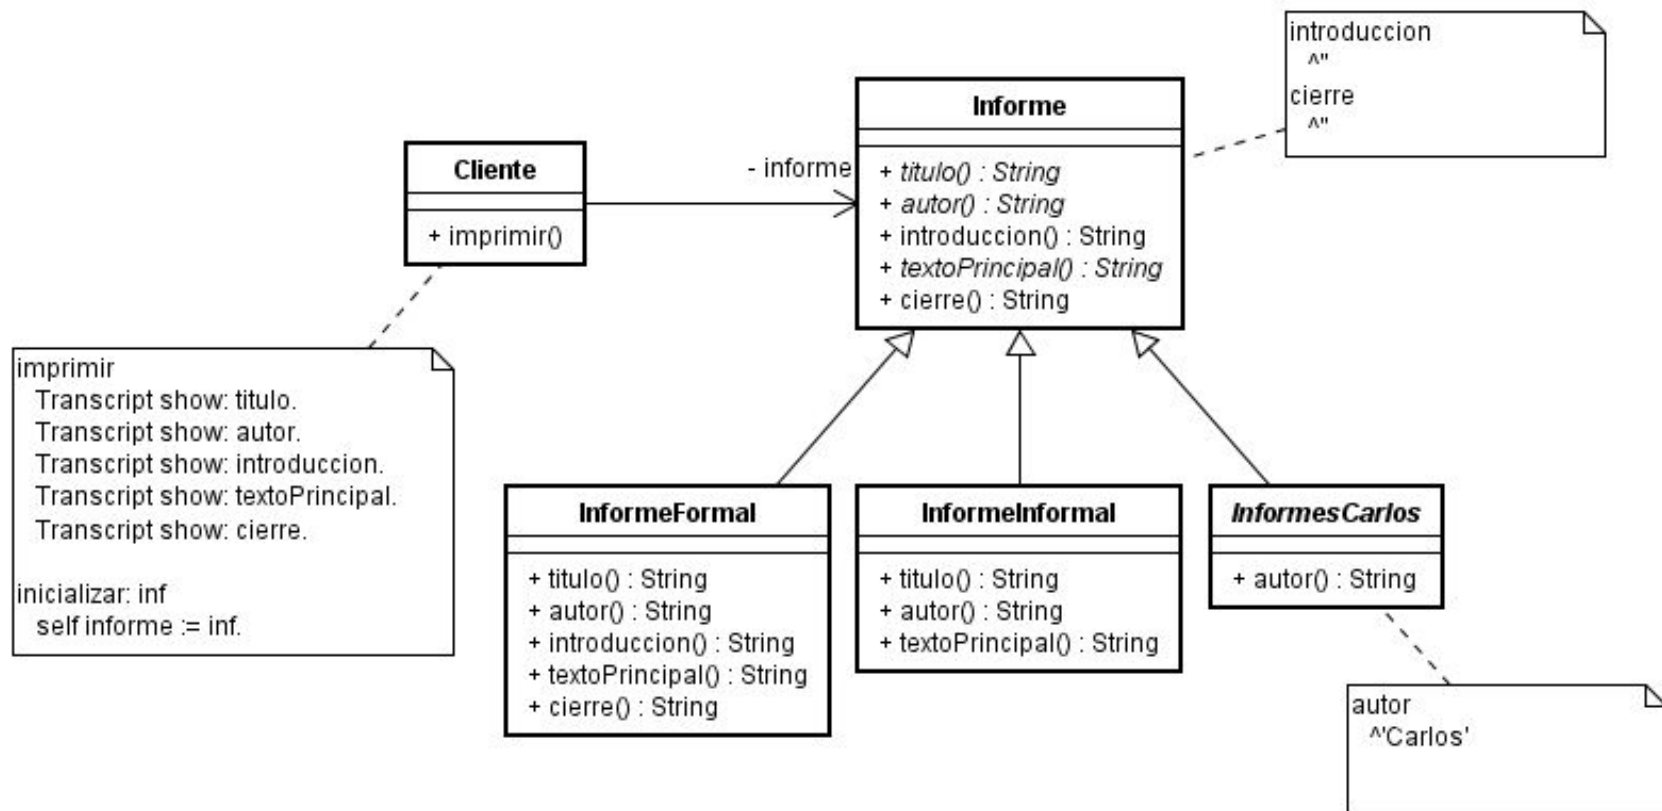 introduccion
^''
cierre
^''
Informe
+ titulo() : String
+ autor() : String
+ introduccion() : String
+ textoPrincipal() : String
+ cierre() : String
Cliente
+ imprimir()
- informe
imprimir
Transcript show: titulo.
Transcript show: autor.
Transcript show: introduccion.
Transcript show: textoPrincipal.
Transcript show: cierre.
inicializar: inf
self informe := inf.
InformeFormal
+ titulo() : String
+ autor() : String
+ introduccion() : String
+ textoPrincipal() : String
+ cierre() : String
InformeInformal
+ titulo() : String
+ autor() : String
+ textoPrincipal() : String
InformesCarlos
+ autor() : String
autor
^'Carlos'